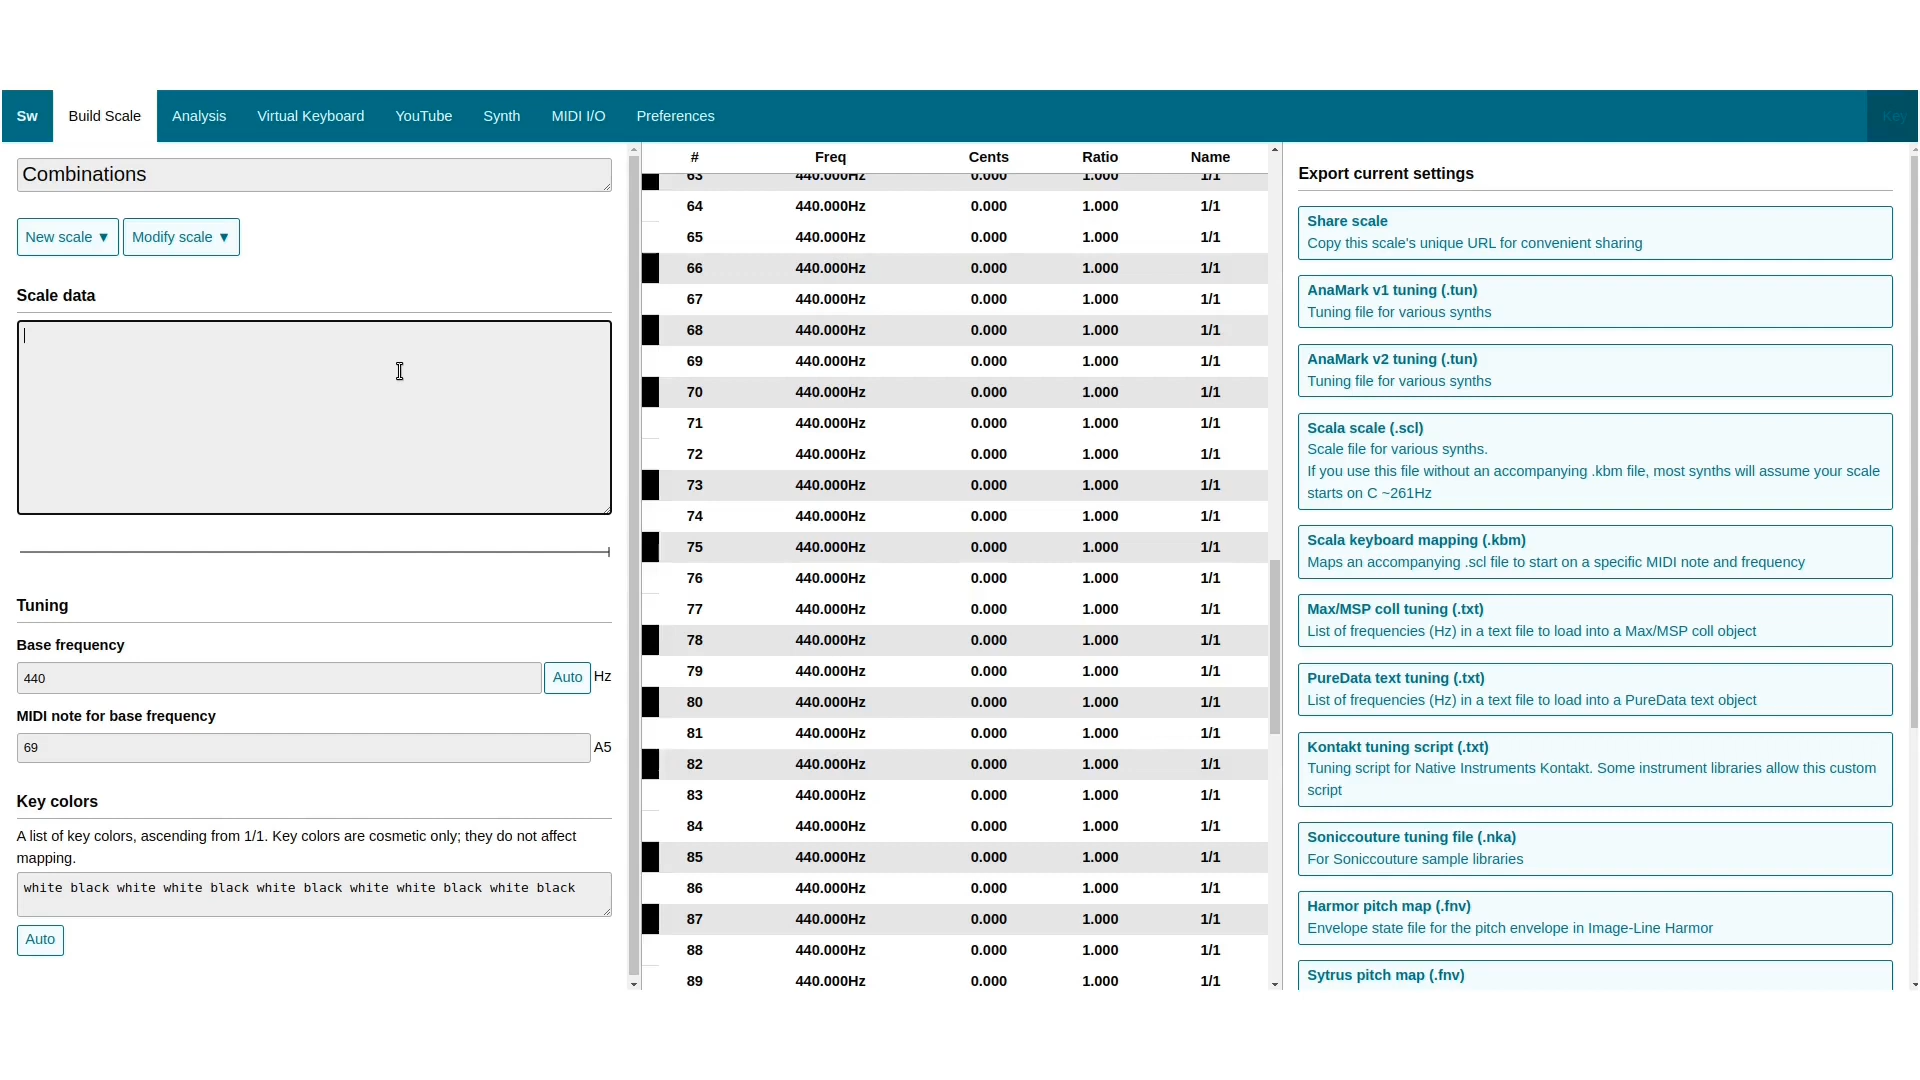 Sw Build Scale Analysis Virtual Keyboard YouTube Synth MIDI I/O Preferences Key
Combinations
New scale ▼ Modify scale ▼
Scale data
Tuning
Base frequency
440 Auto Hz
MIDI note for base frequency
69 A5
Key colors
A list of key colors, ascending from 1/1. Key colors are cosmetic only; they do not affect
mapping.
white black white white black white black white white black white black
Auto
# Freq Cents Ratio Name
63 440.000Hz 0.000 1.000 1/1
64 440.000Hz 0.000 1.000 1/1
65 440.000Hz 0.000 1.000 1/1
66 440.000Hz 0.000 1.000 1/1
67 440.000Hz 0.000 1.000 1/1
68 440.000Hz 0.000 1.000 1/1
69 440.000Hz 0.000 1.000 1/1
70 440.000Hz 0.000 1.000 1/1
71 440.000Hz 0.000 1.000 1/1
72 440.000Hz 0.000 1.000 1/1
73 440.000Hz 0.000 1.000 1/1
74 440.000Hz 0.000 1.000 1/1
75 440.000Hz 0.000 1.000 1/1
76 440.000Hz 0.000 1.000 1/1
77 440.000Hz 0.000 1.000 1/1
78 440.000Hz 0.000 1.000 1/1
79 440.000Hz 0.000 1.000 1/1
80 440.000Hz 0.000 1.000 1/1
81 440.000Hz 0.000 1.000 1/1
82 440.000Hz 0.000 1.000 1/1
83 440.000Hz 0.000 1.000 1/1
84 440.000Hz 0.000 1.000 1/1
85 440.000Hz 0.000 1.000 1/1
86 440.000Hz 0.000 1.000 1/1
87 440.000Hz 0.000 1.000 1/1
88 440.000Hz 0.000 1.000 1/1
89 440.000Hz 0.000 1.000 1/1
Export current settings
Share scale
Copy this scale's unique URL for convenient sharing
AnaMark v1 tuning (.tun)
Tuning file for various synths
AnaMark v2 tuning (.tun)
Tuning file for various synths
Scala scale (.scl)
Scale file for various synths.
If you use this file without an accompanying .kbm file, most synths will assume your scale
starts on C ~261Hz
Scala keyboard mapping (.kbm)
Maps an accompanying .scl file to start on a specific MIDI note and frequency
Max/MSP coll tuning (.txt)
List of frequencies (Hz) in a text file to load into a Max/MSP coll object
PureData text tuning (.txt)
List of frequencies (Hz) in a text file to load into a PureData text object
Kontakt tuning script (.txt)
Tuning script for Native Instruments Kontakt. Some instrument libraries allow this custom
script
Soniccouture tuning file (.nka)
For Soniccouture sample libraries
Harmor pitch map (.fnv)
Envelope state file for the pitch envelope in Image-Line Harmor
Sytrus pitch map (.fnv)